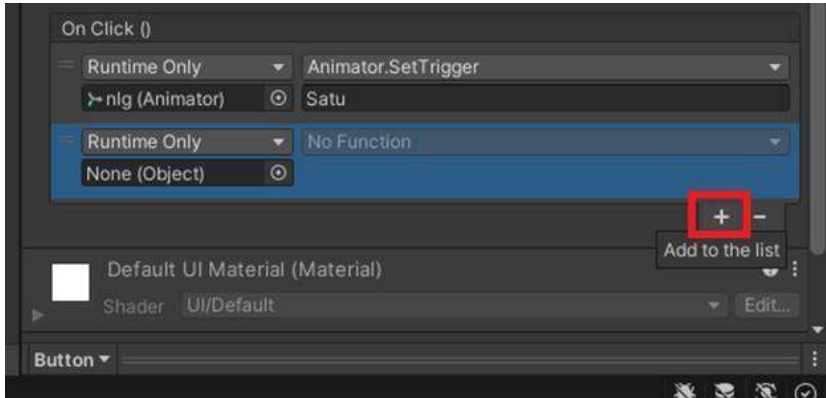 On Click ()
Runtime Only Animator.SetTrigger
nlg (Animator) Satu
Runtime Only No Function
None (Object)
+ -
Add to the list
Default UI Material (Material)
Shader UI/Default Edit...
Button